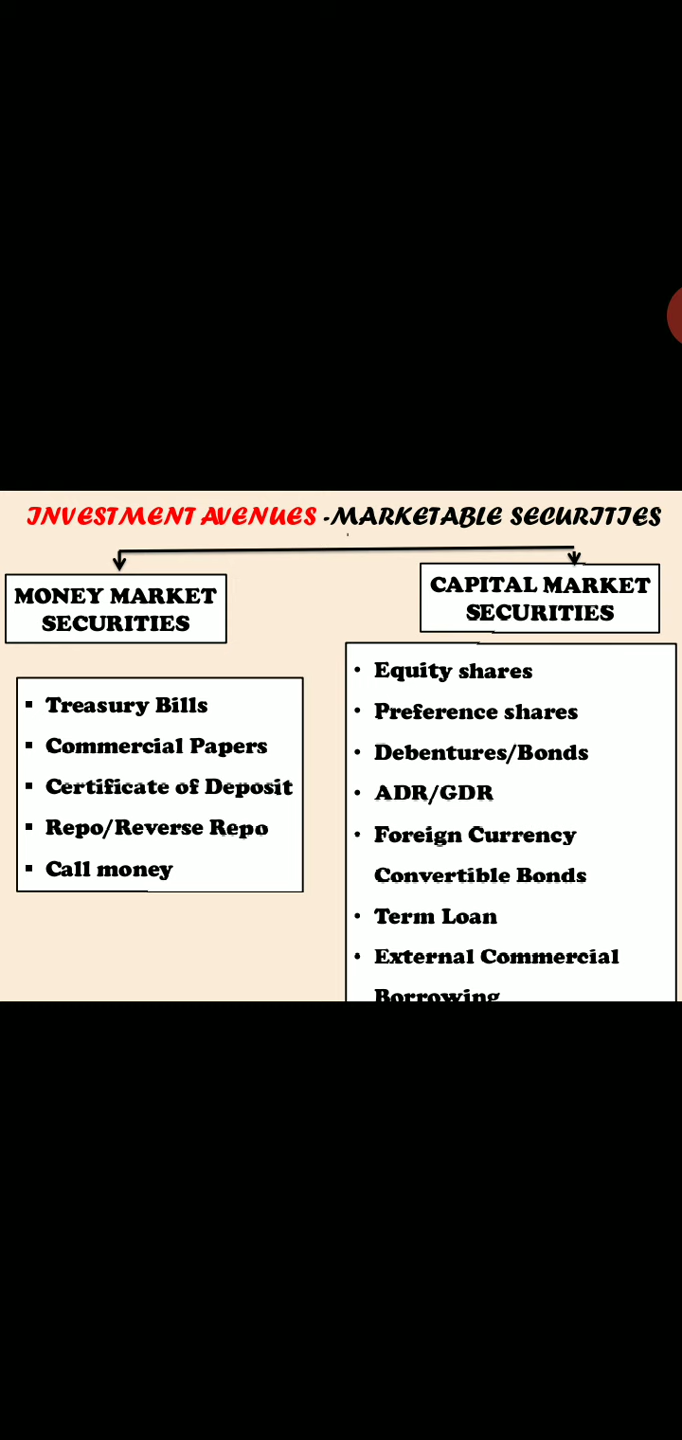 INVESTMENT AVENUES -MARKETABLE SECURITIES
MONEY MARKET
SECURITIES
Treasury Bills
Commercial Papers
Certificate of Deposit
Repo/Reverse Repo
Call money
CAPITAL MARKET
SECURITIES
Equity shares
Preference shares
Debentures/Bonds
ADR/GDR
Foreign Currency
Convertible Bonds
Term Loan
External Commercial
Borrowing